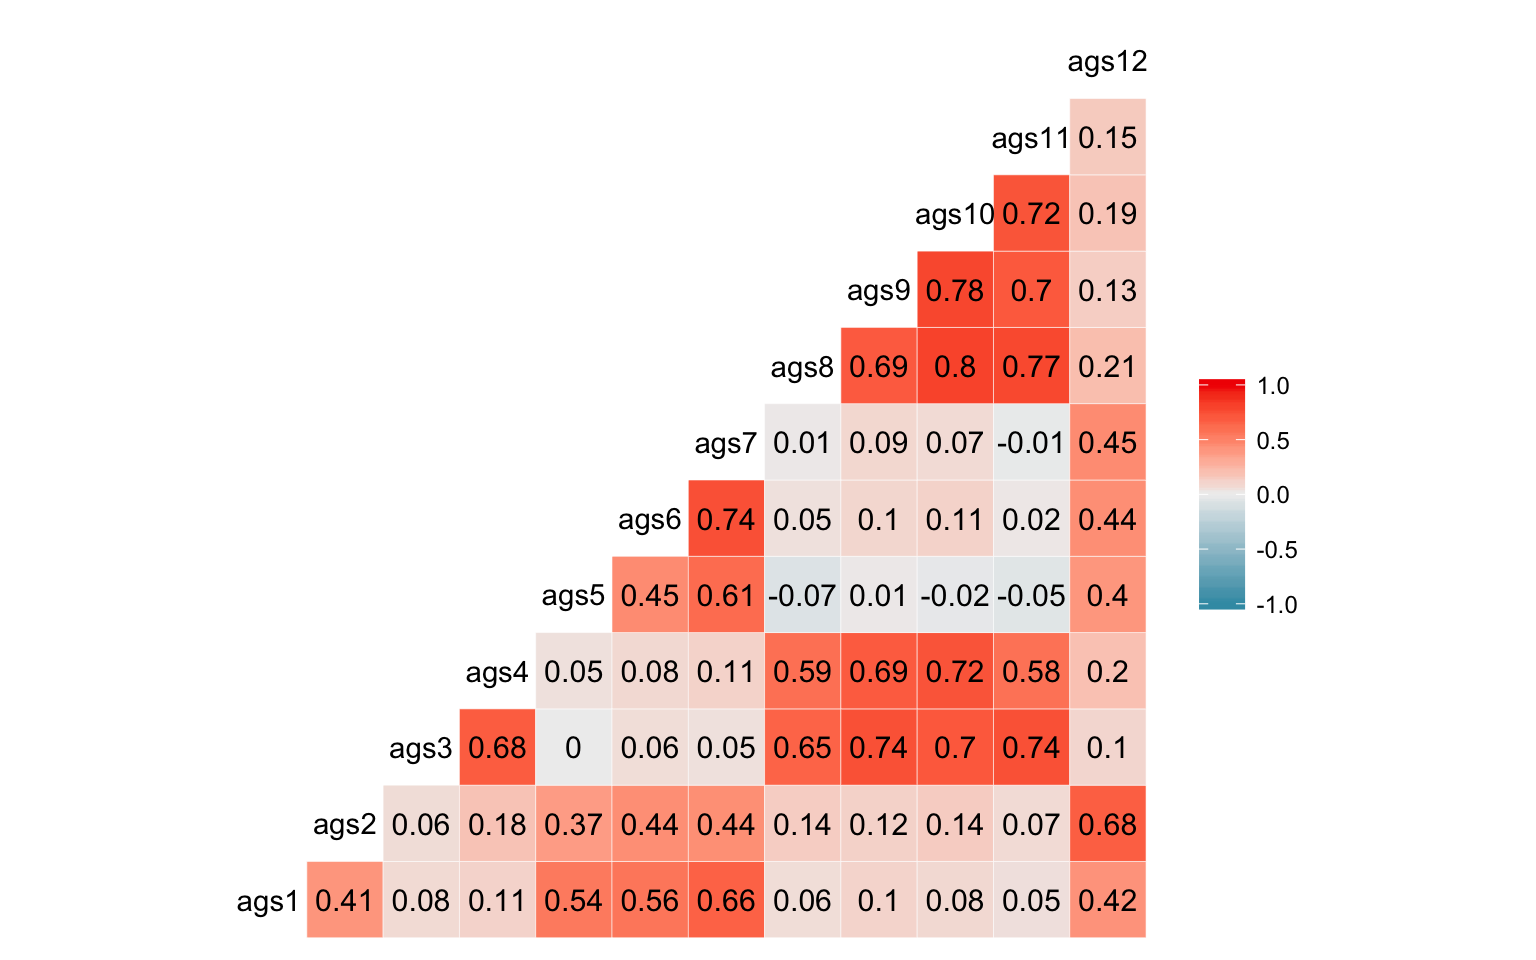 ags12
ags11 0.15
ags10 0.72 0.19
ags9 0.78 0.7 0.13
ags8 0.69 0.8 0.77 0.21
ags7 0.01 0.09 0.07 -0.01 0.45
ags6 0.74 0.05 0.1 0.11 0.02 0.44
ags5 0.45 0.61 -0.07 0.01 -0.02 -0.05 0.4
ags4 0.05 0.08 0.11 0.59 0.69 0.72 0.58 0.2
ags3 0.68 0 0.06 0.05 0.65 0.74 0.7 0.74 0.1
ags2 0.06 0.18 0.37 0.44 0.44 0.14 0.12 0.14 0.07 0.68
ags1 0.41 0.08 0.11 0.54 0.56 0.66 0.06 0.1 0.08 0.05 0.42
1.0
0.5
0.0
-0.5
-1.0